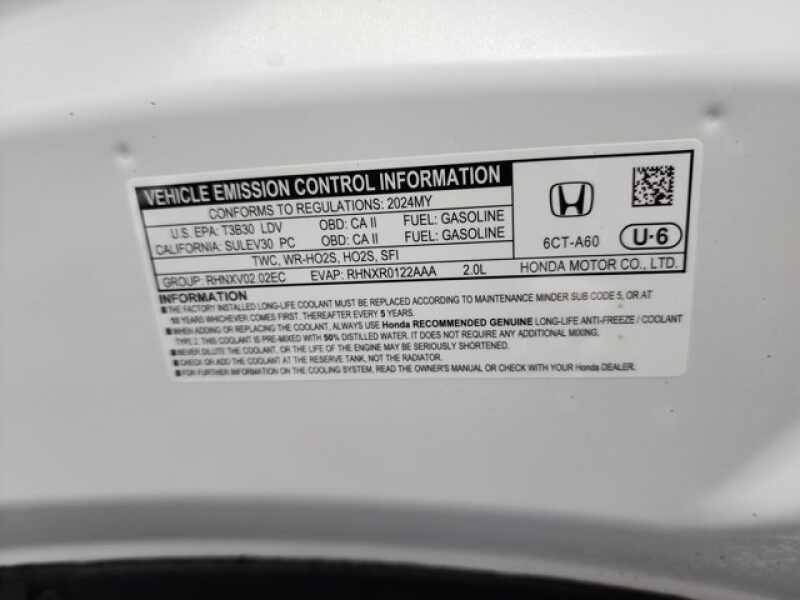 VEHICLE EMISSION CONTROL INFORMATION
CONFORMS TO REGULATIONS: 2024MY
U.S. EPA: T3B30 LDV OBD: CA II FUEL: GASOLINE
CALIFORNIA: SULEV30 PC OBD: CA II FUEL: GASOLINE
TWC, WR-HO2S, HO2S, SFI
GROUP: RHNXV02.02EC EVAP: RHNXR0122AAA 2.0L
6CT-A60 U-6
HONDA MOTOR CO., LTD.
INFORMATION
■THE FACTORY INSTALLED LONG-LIFE COOLANT MUST BE REPLACED ACCORDING TO MAINTENANCE MINDER SUB CODE 5, OR AT
10 YEARS WHICHEVER COMES FIRST. THEREAFTER EVERY 5 YEARS.
■WHEN ADDING OR REPLACING THE COOLANT, ALWAYS USE Honda RECOMMENDED GENUINE LONG-LIFE ANTI-FREEZE / COOLANT
TYPE 2. THIS COOLANT IS PRE-MIXED WITH 50% DISTILLED WATER. IT DOES NOT REQUIRE ANY ADDITIONAL MIXING.
■NEVER DILUTE THE COOLANT, OR THE LIFE OF THE ENGINE MAY BE SERIOUSLY SHORTENED.
■CHECK OR ADD THE COOLANT AT THE RESERVE TANK, NOT THE RADIATOR.
■FOR FURTHER INFORMATION ON THE COOLING SYSTEM, READ THE OWNER'S MANUAL OR CHECK WITH YOUR Honda DEALER.